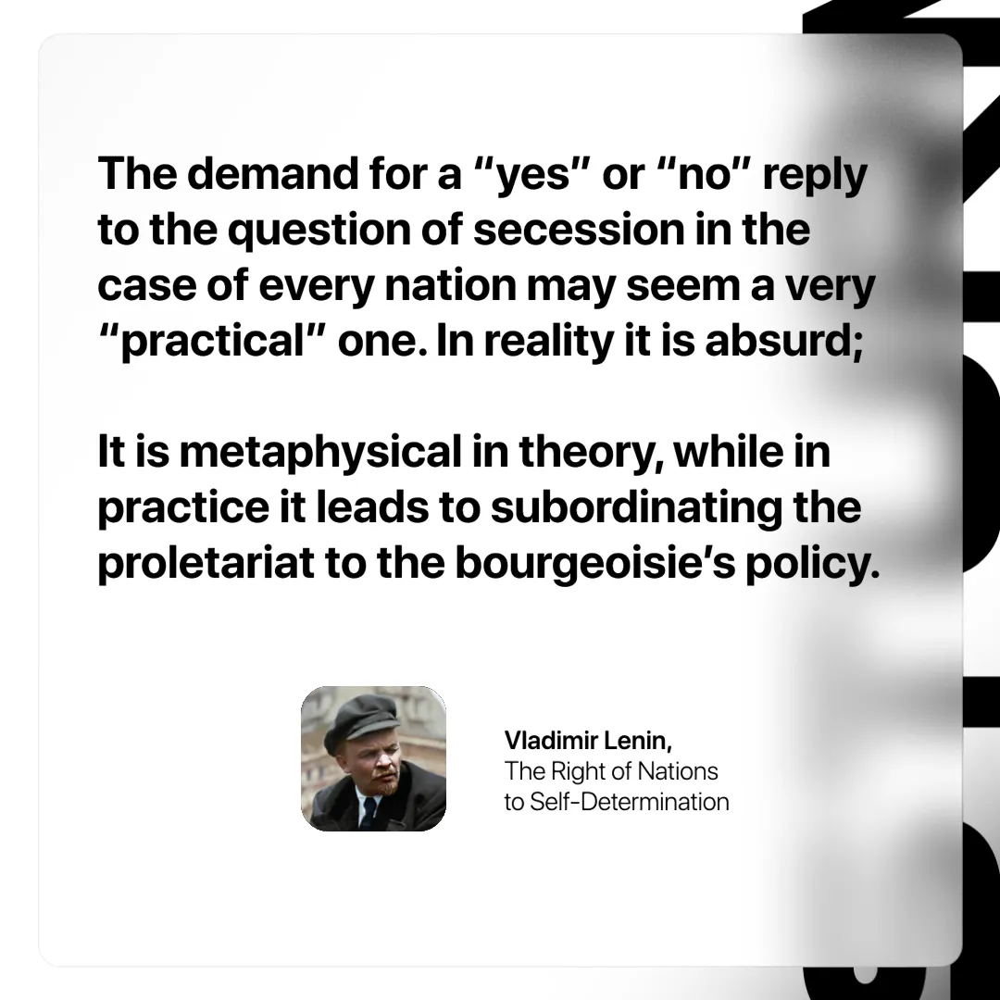 The demand for a “yes” or “no” reply
to the question of secession in the
case of every nation may seem a very
“practical” one. In reality it is absurd;
It is metaphysical in theory, while in
practice it leads to subordinating the
proletariat to the bourgeoisie’s policy.
Vladimir Lenin,
The Right of Nations
to Self-Determination